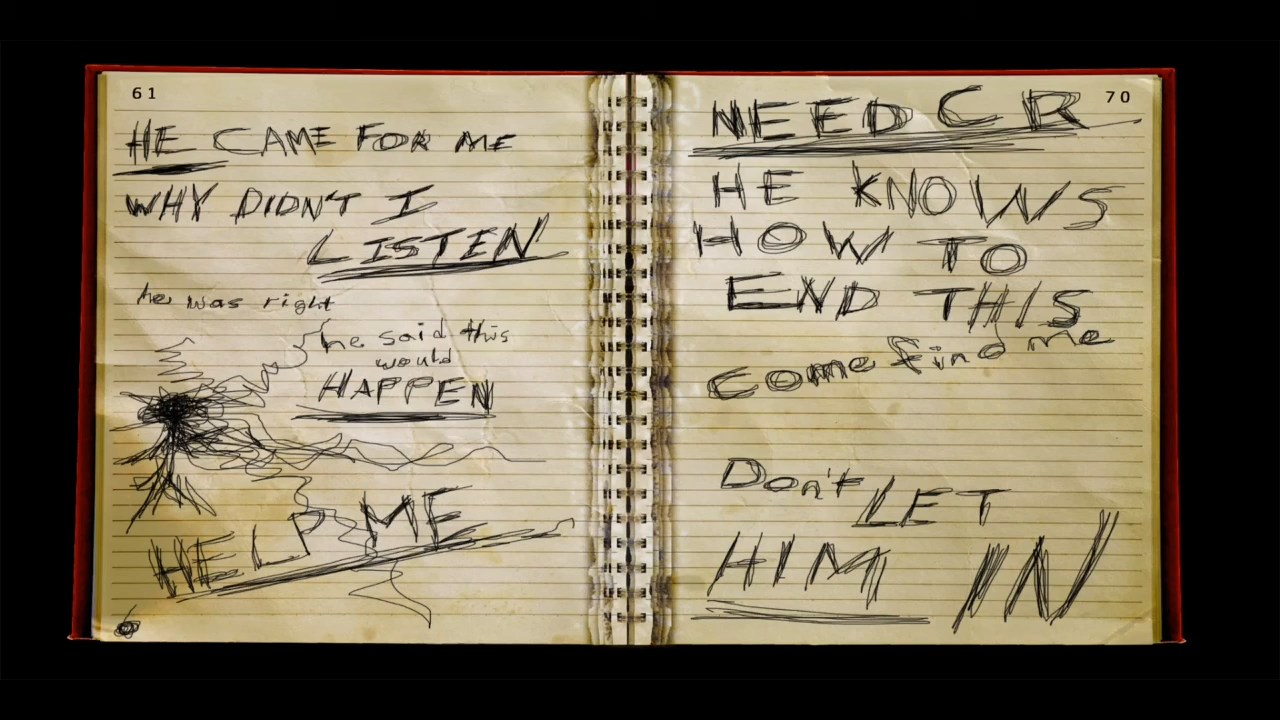 61
HE CAME FOR ME
WHY DIDN'T I
LISTEN
he was right
he said this
would
HAPPEN
HELP ME
70
NEED C R
HE KNOWS
HOW TO
END THIS
come find me
Don't LET
HIM IN